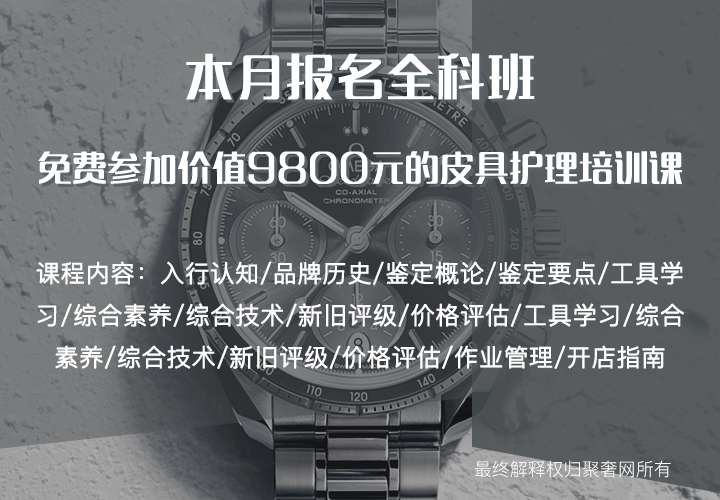 本月报名全科班
免费参加价值9800元的皮具护理培训课
CO-AXIAL
CHRONOMETER
课程内容：入行认知/品牌历史/鉴定概论/鉴定要点/工具学
习/综合素养/综合技术/新旧评级/价格评估/工具学习/综合
素养/综合技术/新旧评级/价格评估/作业管理/开店指南
最终解释权归聚奢网所有